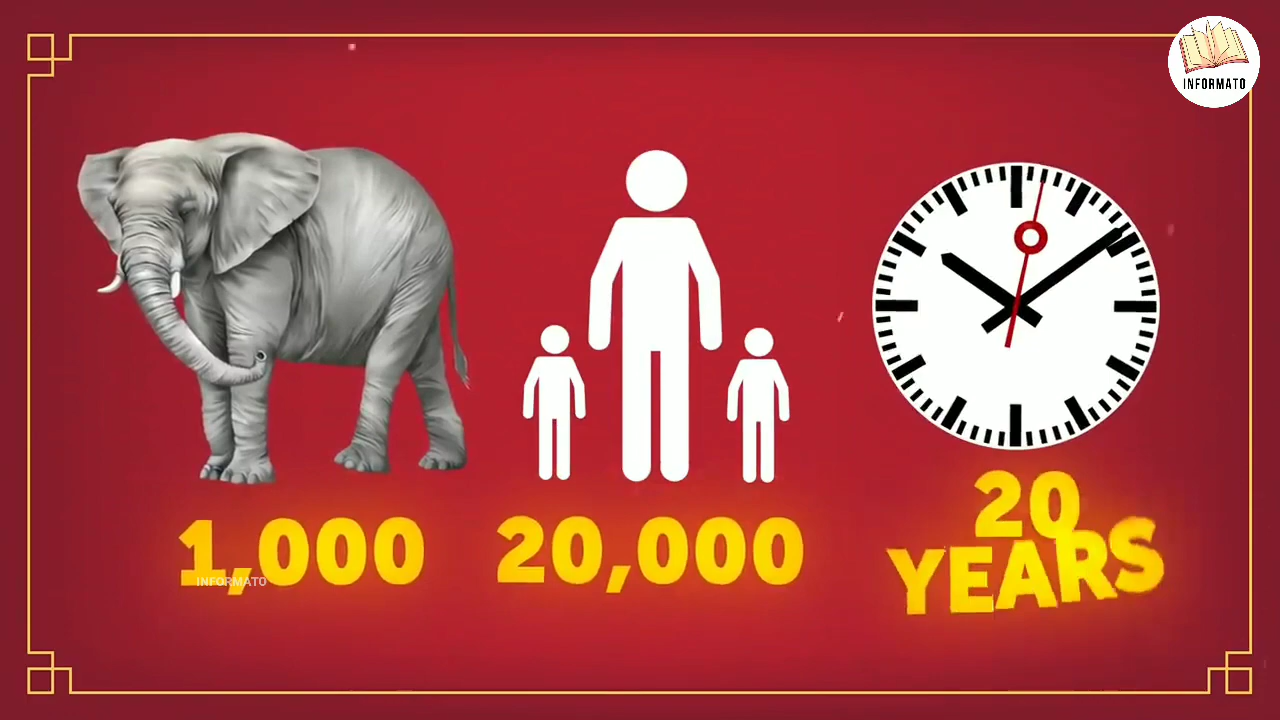 INFORMATO
1,000
20,000
20
YEARS
INFORMATO